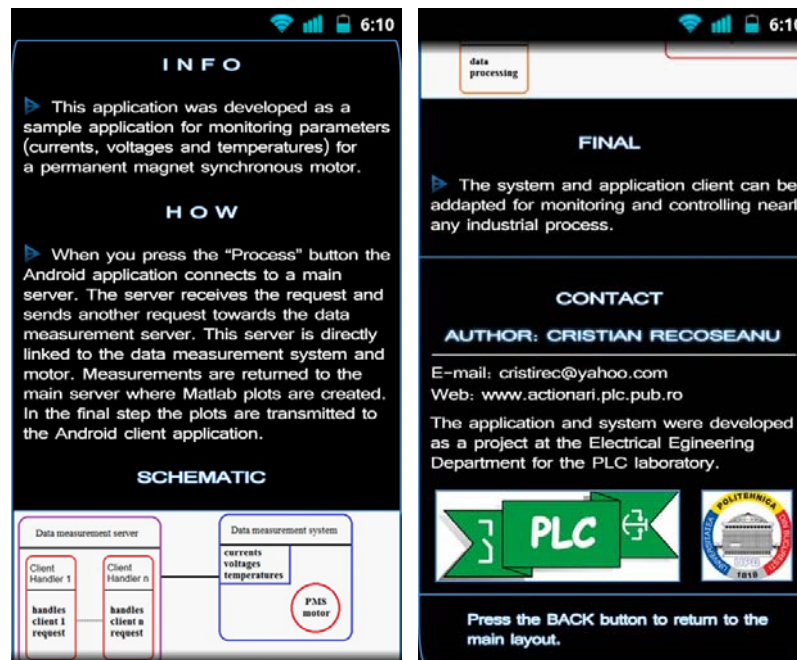 6:10
I N F O
This application was developed as a
sample application for monitoring parameters
(currents, voltages and temperatures) for
a permanent magnet synchronous motor.
H O W
When you press the “Process” button the
Android application connects to a main
server. The server receives the request and
sends another request towards the data
measurement server. This server is directly
linked to the data measurement system and
motor. Measurements are returned to the
main server where Matlab plots are created.
In the final step the plots are transmitted to
the Android client application.
SCHEMATIC
Data measurement server
Client
Handler 1
handles
client 1
request
Client
Handler n
handles
client n
request
Data measurement system
currents
voltages
temperatures
PMS
motor
6:10
data
processing
FINAL
The system and application client can be
addapted for monitoring and controlling nearl
any industrial process.
CONTACT
AUTHOR: CRISTIAN RECOSEANU
E-mail: cristirec@yahoo.com
Web: www.actionari.plc.pub.ro
The application and system were developed
as a project at the Electrical Egineering
Department for the PLC laboratory.
PLC
UNIVERSITATEA
POLITEHNICA
DIN BUCURESTI
1818
Press the BACK button to return to the
main layout.